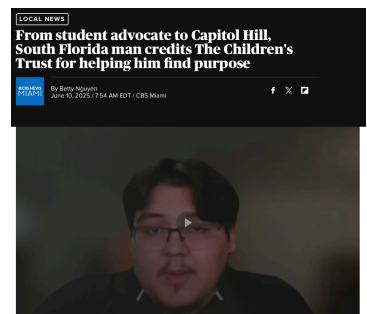 LOCAL NEWS
From student advocate to Capitol Hill,
South Florida man credits The Children's
Trust for helping him find purpose
CBS NEWS
MIAMI
By Betty Nguyen
June 10, 2025 / 7:54 AM EDT / CBS Miami